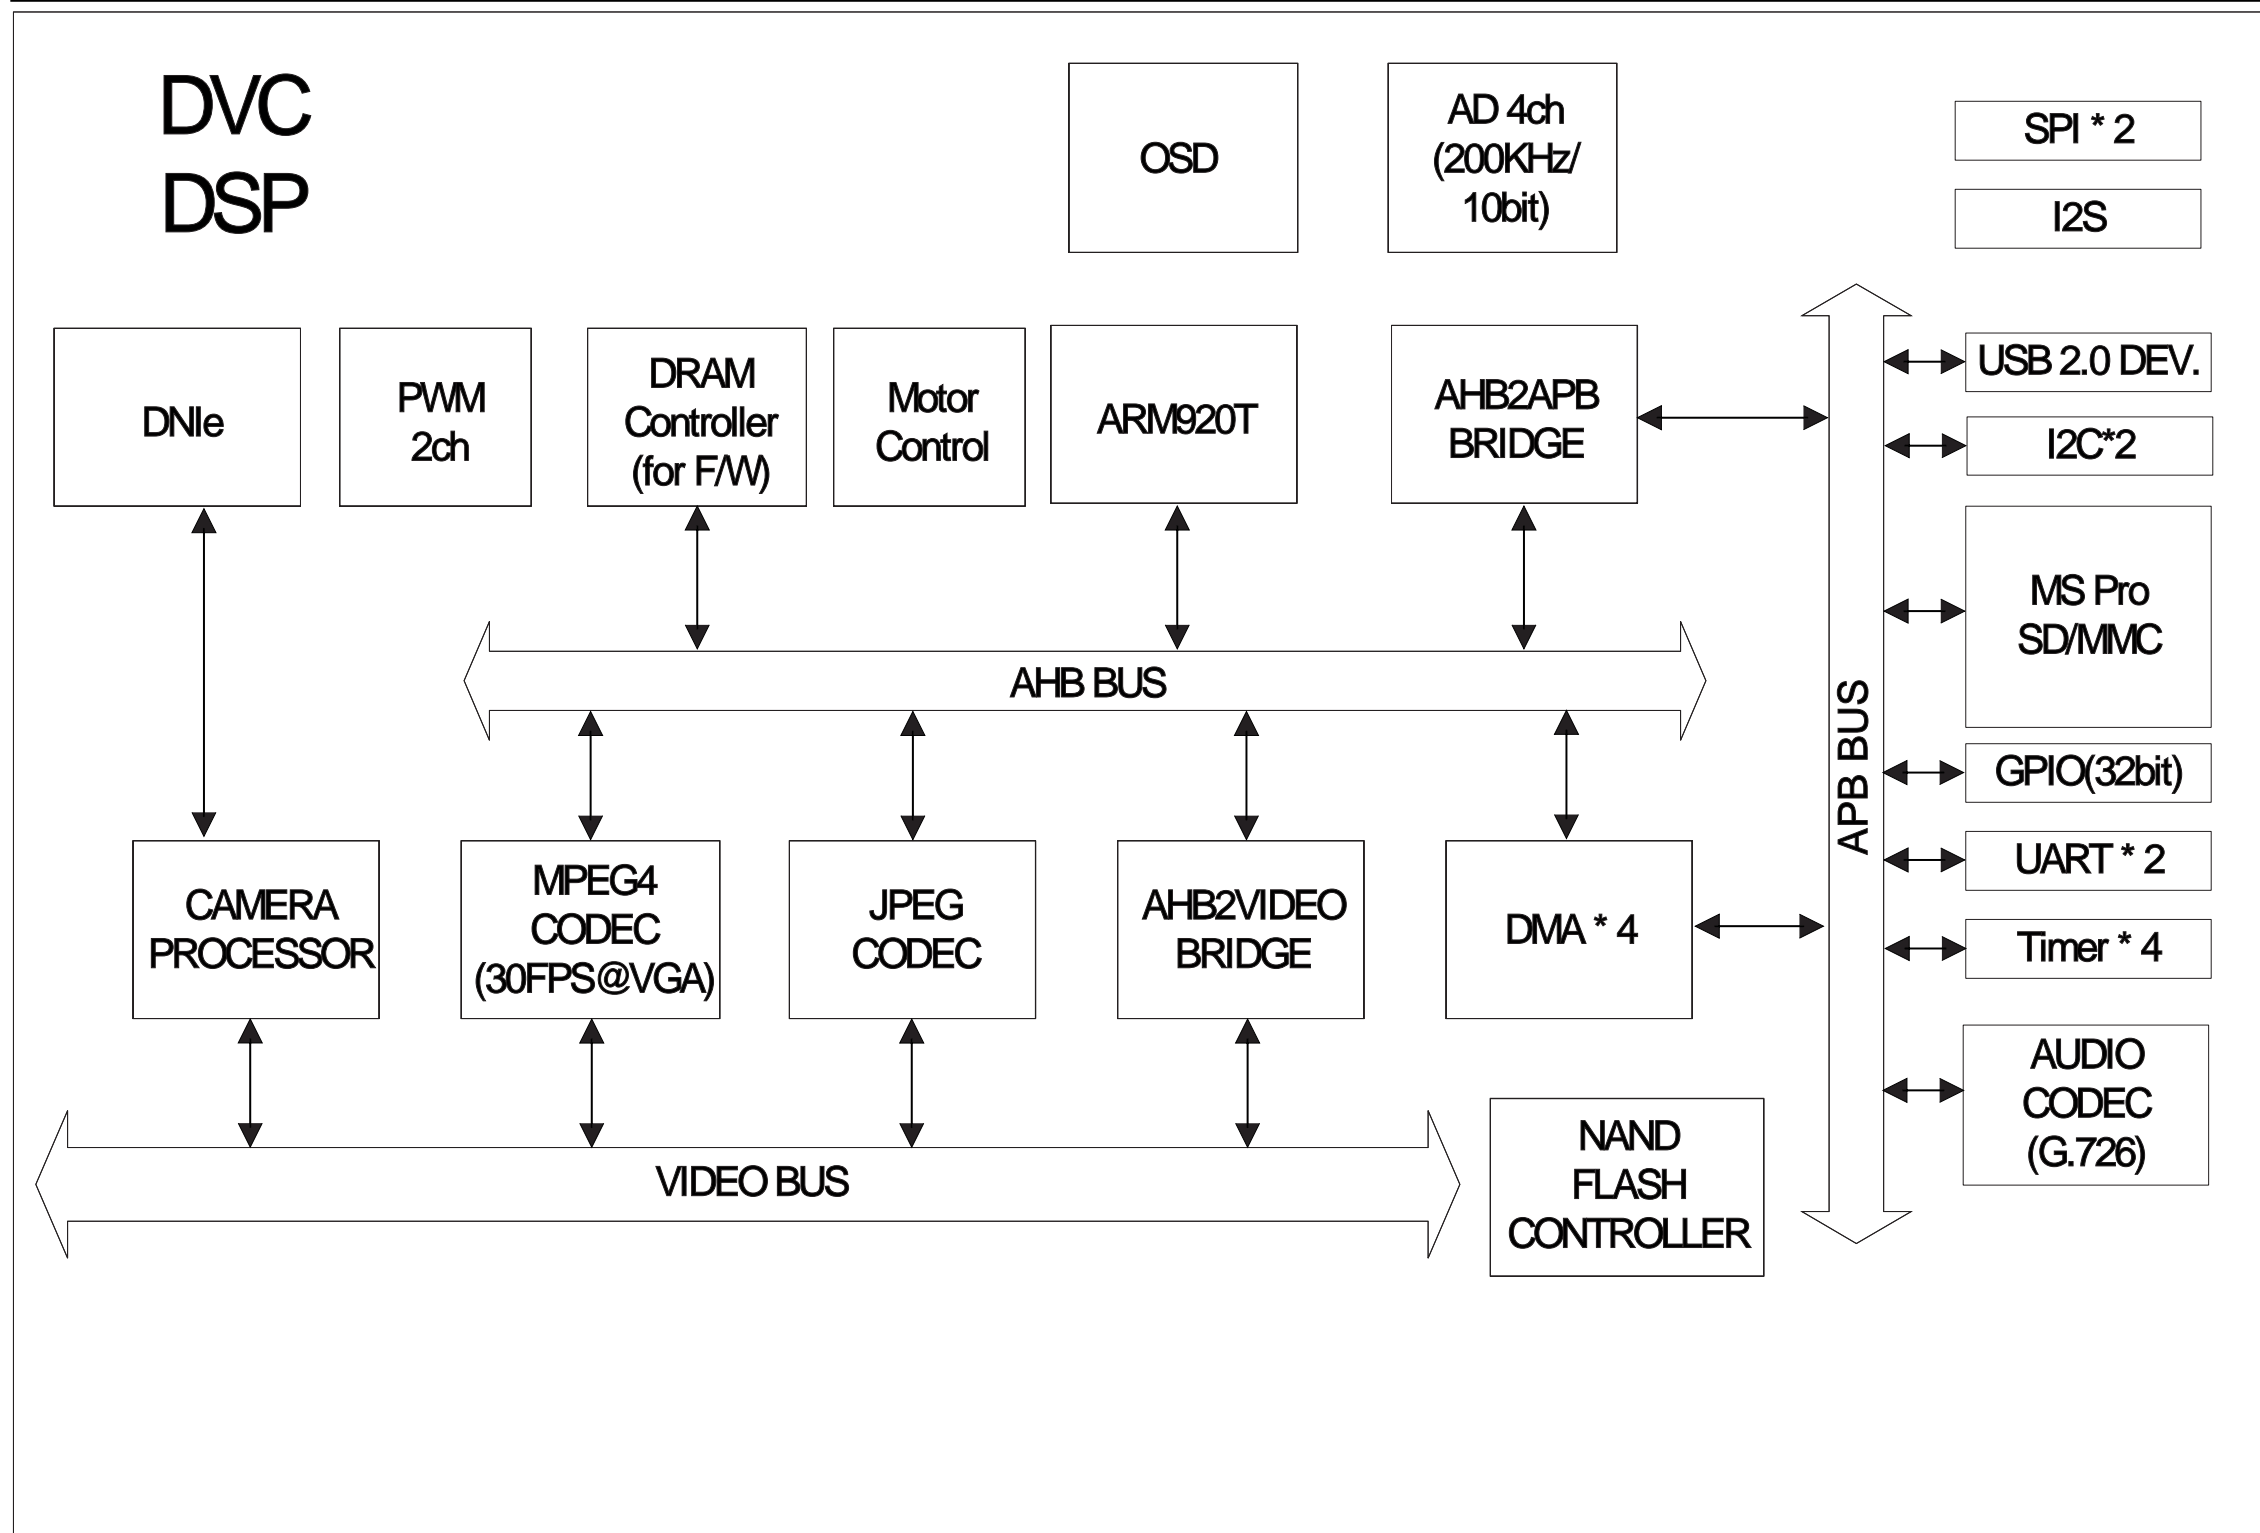 DVC
DSP
OSD
AD 4ch
(200KHz/
10bit)
SPI * 2
I2S
DNIe
PWM
2ch
DRAM
Controller
(for F/W)
Motor
Control
ARM920T
AHB2APB
BRIDGE
USB 2.0 DEV.
I2C*2
MS Pro
SD/MMC
AHB BUS
APB BUS
GPIO(32bit)
UART * 2
Timer * 4
CAMERA
PROCESSOR
MPEG4
CODEC
(30FPS@VGA)
JPEG
CODEC
AHB2VIDEO
BRIDGE
DMA * 4
AUDIO
CODEC
(G.726)
VIDEO BUS
NAND
FLASH
CONTROLLER